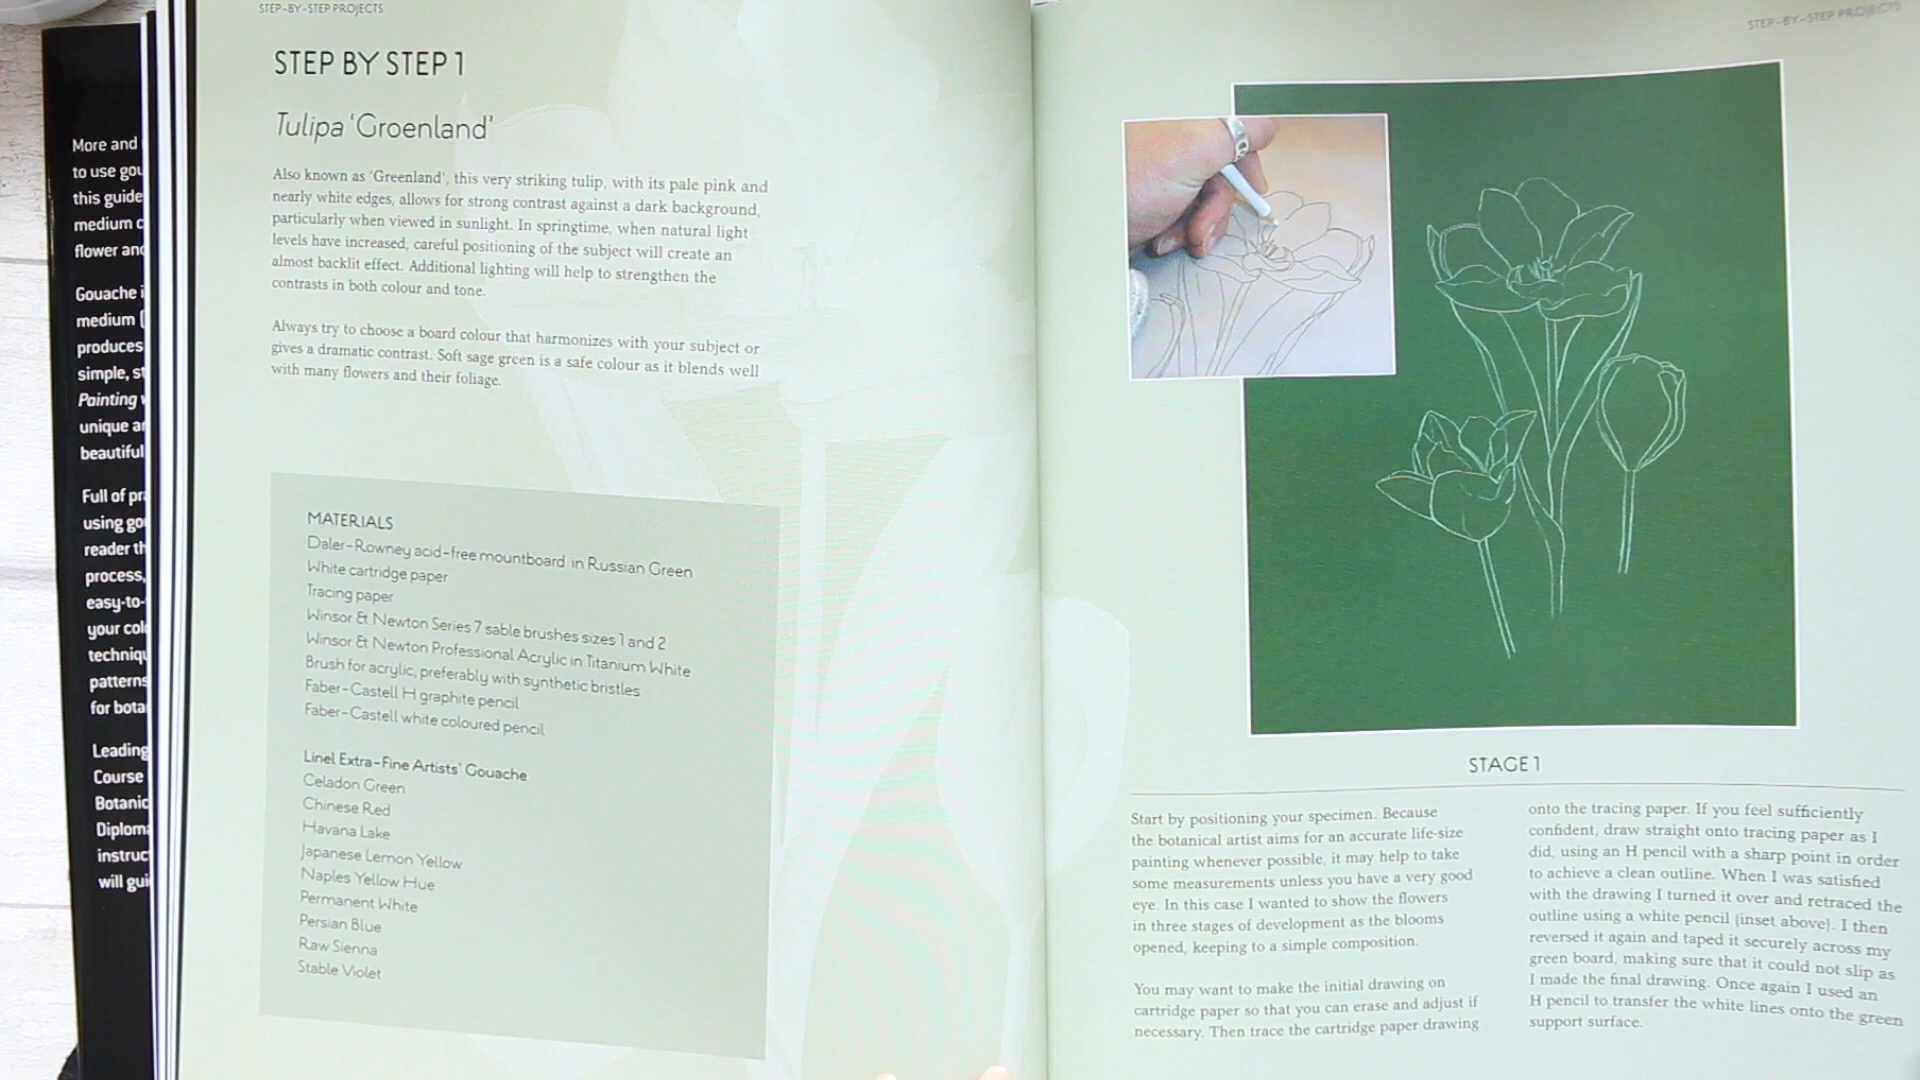 STEP-BY-STEP PROJECTS
STEP BY STEP 1
Tulipa 'Groenland'
Also known as 'Greenland', this very striking tulip, with its pale pink and
nearly white edges, allows for strong contrast against a dark background,
particularly when viewed in sunlight. In springtime, when natural light
levels have increased, careful positioning of the subject will create an
almost backlit effect. Additional lighting will help to strengthen the
contrasts in both colour and tone.
Always try to choose a board colour that harmonizes with your subject or
gives a dramatic contrast. Soft sage green is a safe colour as it blends well
with many flowers and their foliage.
MATERIALS
Daler-Rowney acid-free mountboard in Russian Green
White cartridge paper
Tracing paper
Winsor & Newton Series 7 sable brushes sizes 1 and 2
Winsor & Newton Professional Acrylic in Titanium White
Brush for acrylic, preferably with synthetic bristles
Faber-Castell H graphite pencil
Faber-Castell white coloured pencil
Linel Extra-Fine Artists' Gouache
Celadon Green
Chinese Red
Havana Lake
Japanese Lemon Yellow
Naples Yellow Hue
Permanent White
Persian Blue
Raw Sienna
Stable Violet
STEP-BY-STEP PROJECTS
STAGE 1
Start by positioning your specimen. Because
the botanical artist aims for an accurate life-size
painting whenever possible, it may help to take
some measurements unless you have a very good
eye. In this case I wanted to show the flowers
in three stages of development as the blooms
opened, keeping to a simple composition.
You may want to make the initial drawing on
cartridge paper so that you can erase and adjust if
necessary. Then trace the cartridge paper drawing
onto the tracing paper. If you feel sufficiently
confident, draw straight onto tracing paper as I
did, using an H pencil with a sharp point in order
to achieve a clean outline. When I was satisfied
with the drawing I turned it over and retraced the
outline using a white pencil (inset above). I then
reversed it again and taped it securely across my
green board, making sure that it could not slip as
I made the final drawing. Once again I used an
H pencil to transfer the white lines onto the green
support surface.
More and
to use
this guide
medium
flower
Gouache
medium
produces
simple,
Painting
unique
beautiful
Full of
using
reader
process,
easy-to-
your
patterns
for
Leading
Course
will